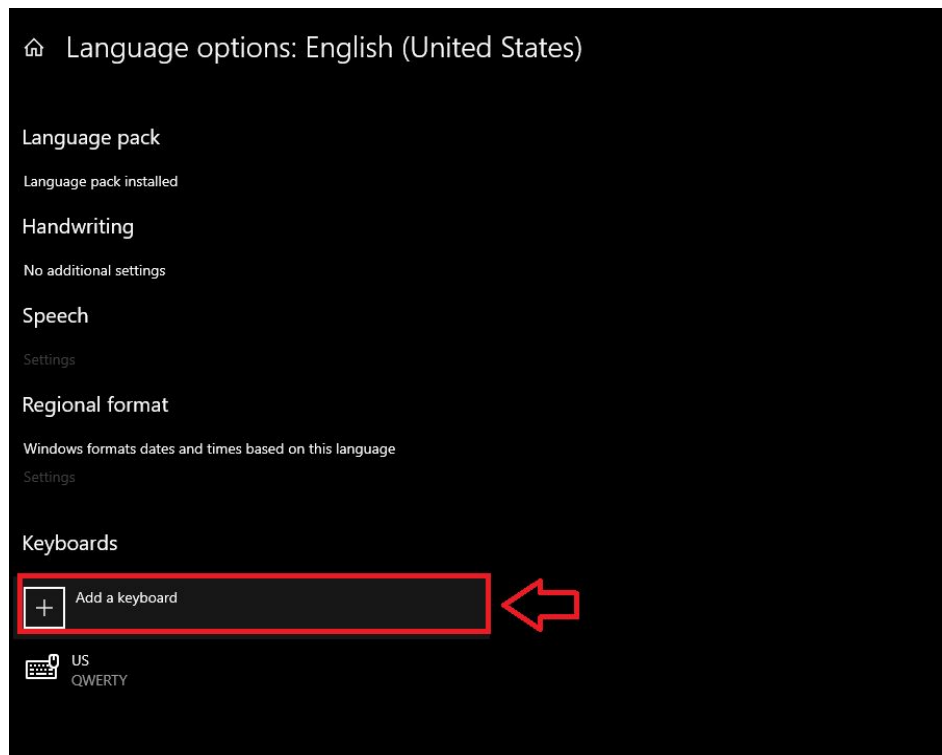 Language options: English (United States)
Language pack
Language pack installed
Handwriting
No additional settings
Speech
Settings
Regional format
Windows formats dates and times based on this language
Settings
Keyboards
Add a keyboard
US
QWERTY